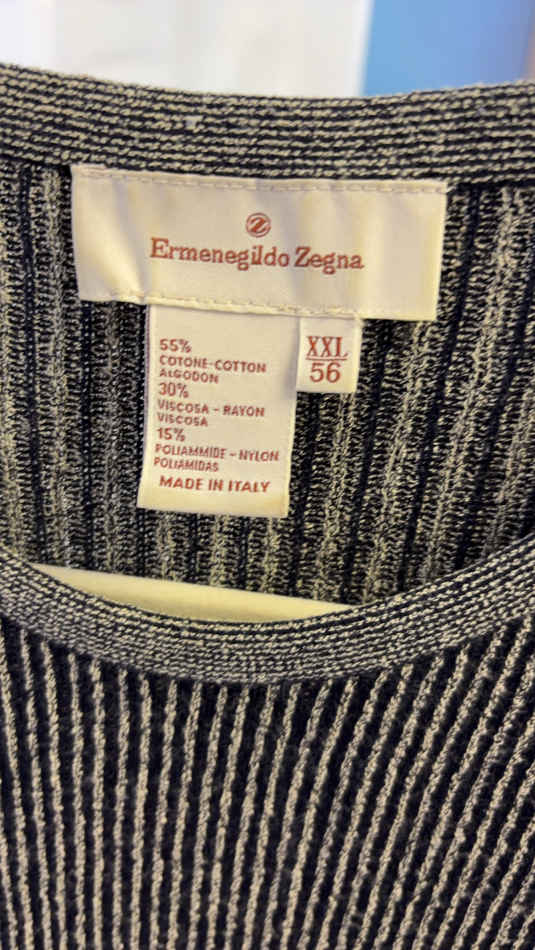 Z
Ermenegildo Zegna
55%
COTONE-COTTON
ALGODON
30%
VISCOSA - RAYON
VISCOSA
15%
POLIAMMIDE - NYLON
POLIAMIDAS
MADE IN ITALY
XXL
56